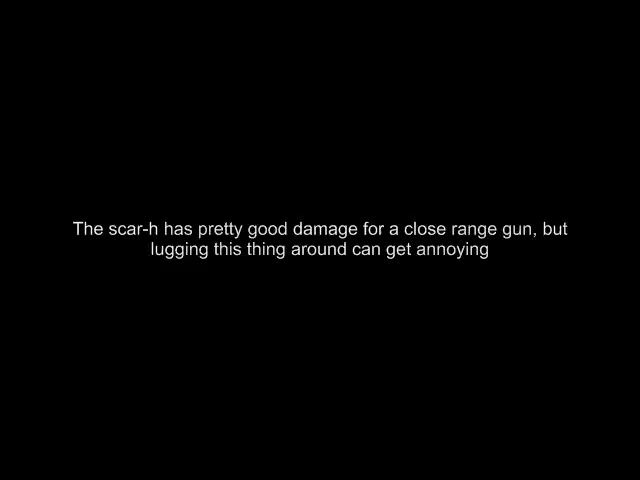 The scar-h has pretty good damage for a close range gun, but
lugging this thing around can get annoying